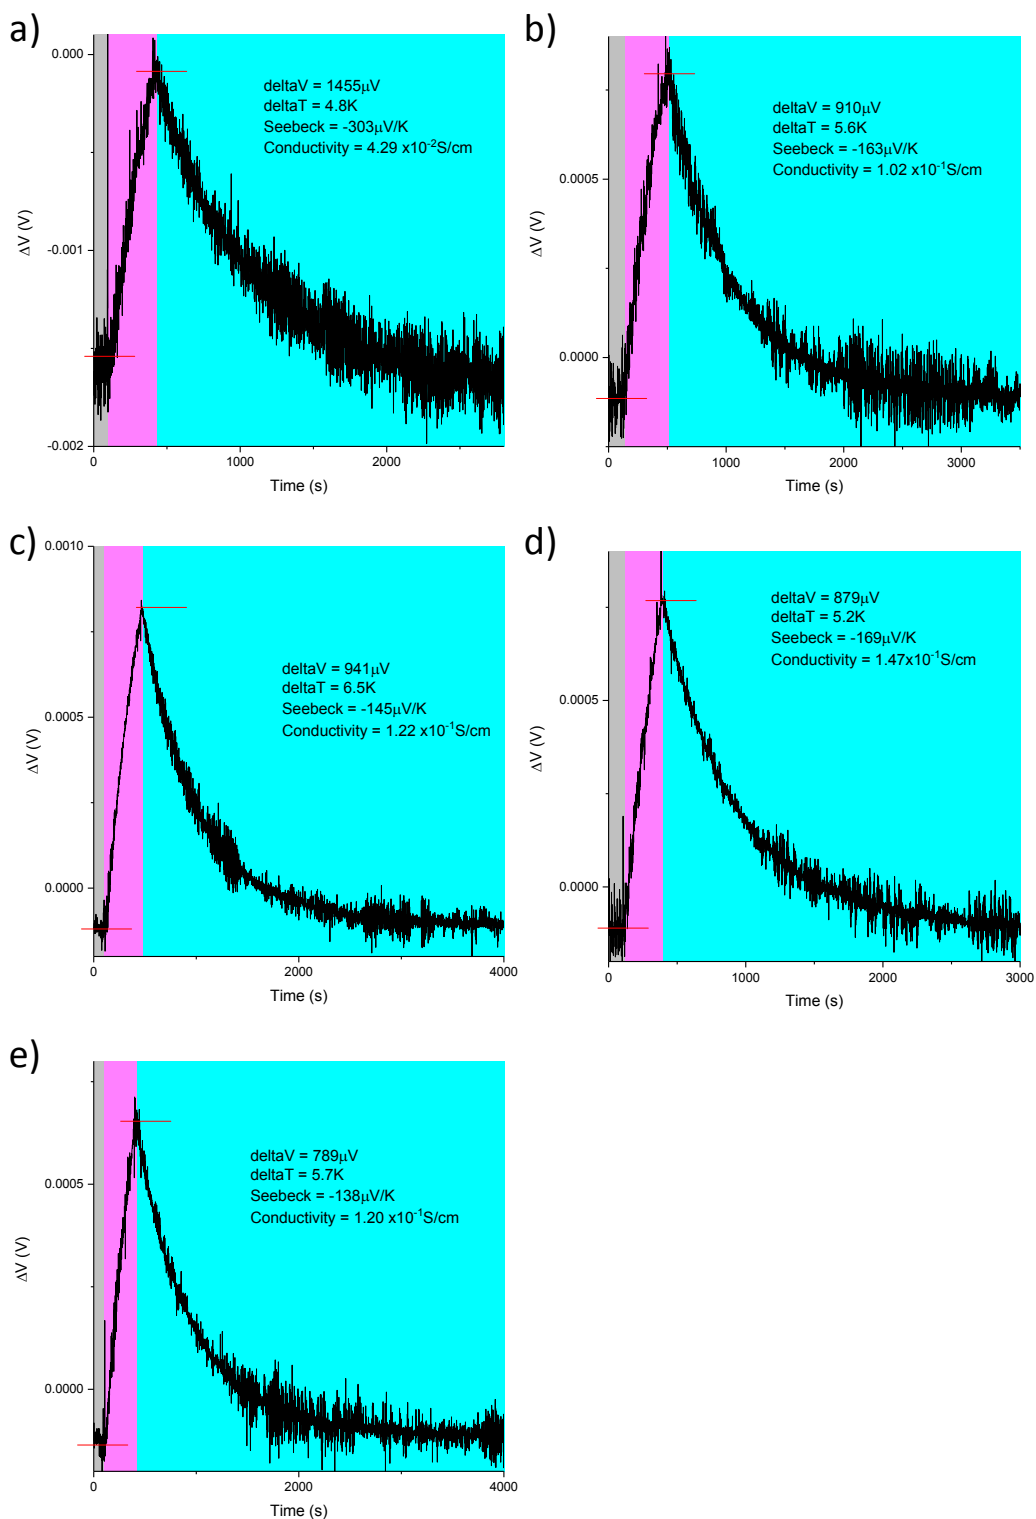 a)
0.000
-0.001
-0.002
ΔV (V)
deltaV = 1455μV
deltaT = 4.8K
Seebeck = -303μV/K
Conductivity = 4.29 x10⁻²S/cm
0
1000
2000
Time (s)
b)
0.0005
0.0000
ΔV (V)
deltaV = 910μV
deltaT = 5.6K
Seebeck = -163μV/K
Conductivity = 1.02 x10⁻¹S/cm
0
1000
2000
3000
Time (s)
c)
0.0010
0.0005
0.0000
ΔV (V)
deltaV = 941μV
deltaT = 6.5K
Seebeck = -145μV/K
Conductivity = 1.22 x10⁻¹S/cm
0
2000
4000
Time (s)
d)
0.0005
0.0000
ΔV (V)
deltaV = 879μV
deltaT = 5.2K
Seebeck = -169μV/K
Conductivity = 1.47x10⁻¹S/cm
0
1000
2000
3000
Time (s)
e)
0.0005
0.0000
ΔV (V)
deltaV = 789μV
deltaT = 5.7K
Seebeck = -138μV/K
Conductivity = 1.20 x10⁻¹S/cm
0
2000
4000
Time (s)